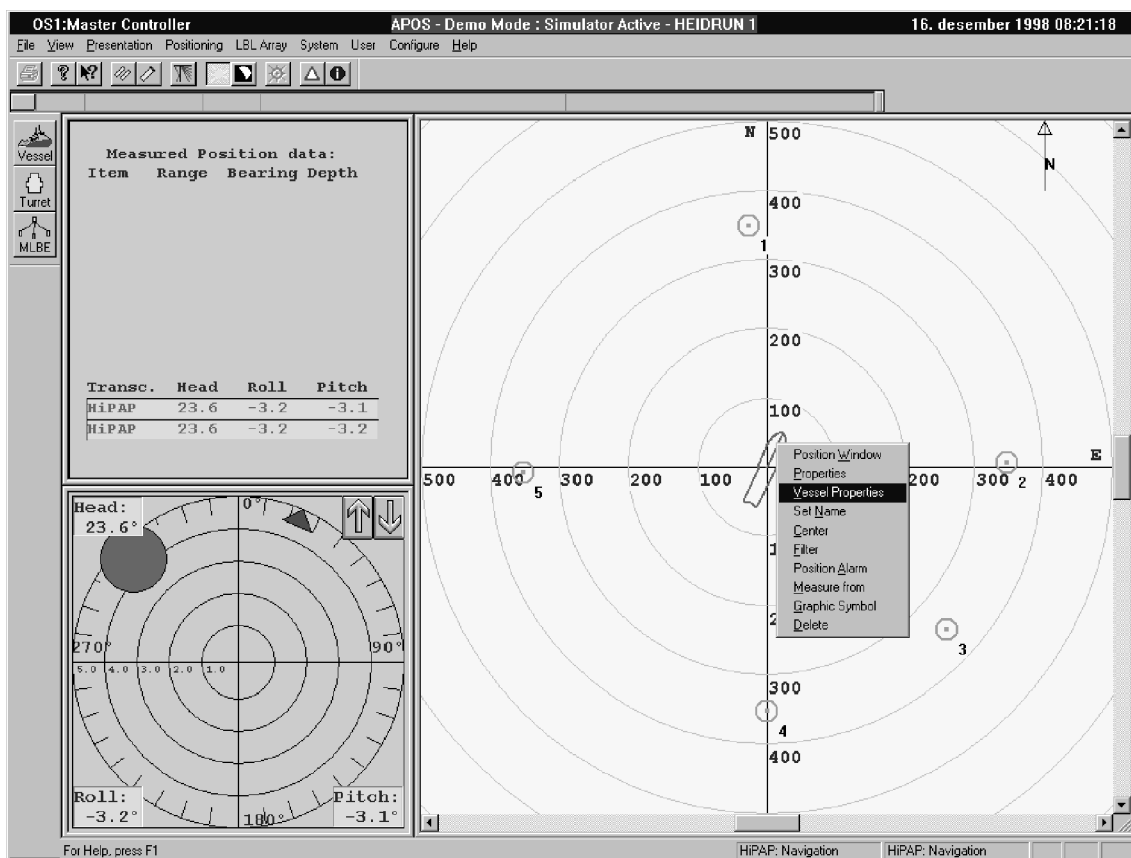 OS1:Master Controller APOS - Demo Mode : Simulator Active - HEIDRUN 1 16. desember 1998 08:21:18
File View Presentation Positioning LBL Array System User Configure Help
Vessel
Turret
MLBE
Measured Position data:
Item Range Bearing Depth
Transc. Head Roll Pitch
HiPAP 23.6 -3.2 -3.1
HiPAP 23.6 -3.2 -3.2
Head:
23.6°
0°
270° 90°
5.0 4.0 3.0 2.0 1.0
Roll:
-3.2°
180°
Pitch:
-3.1°
N 500
N
400
1
300
200
100
E
500 400 300 200 100 200 300 400
5 2
Position Window
Properties
Vessel Properties
Set Name
Center
Filter
Position Alarm
Measure from
Graphic Symbol
Delete
1
2
3
300
4
400
For Help, press F1 HiPAP: Navigation HiPAP: Navigation